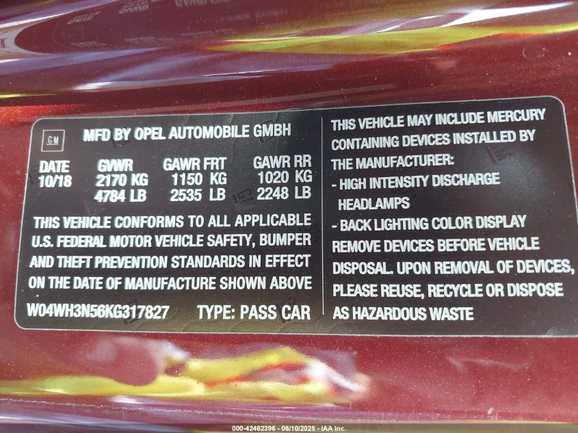 GM
MFD BY OPEL AUTOMOBILE GMBH
DATE GVWR GAWR FRT GAWR RR
10/18 2170 KG 1150 KG 1020 KG
4784 LB 2535 LB 2248 LB
THIS VEHICLE CONFORMS TO ALL APPLICABLE
U.S. FEDERAL MOTOR VEHICLE SAFETY, BUMPER
AND THEFT PREVENTION STANDARDS IN EFFECT
ON THE DATE OF MANUFACTURE SHOWN ABOVE
W04WH3N56KG317827 TYPE: PASS CAR
THIS VEHICLE MAY INCLUDE MERCURY
CONTAINING DEVICES INSTALLED BY
THE MANUFACTURER:
- HIGH INTENSITY DISCHARGE
HEADLAMPS
- BACK LIGHTING COLOR DISPLAY
REMOVE DEVICES BEFORE VEHICLE
DISPOSAL. UPON REMOVAL OF DEVICES,
PLEASE REUSE, RECYCLE OR DISPOSE
AS HAZARDOUS WASTE
000-42462396 - 06/10/2025 - IAA Inc.